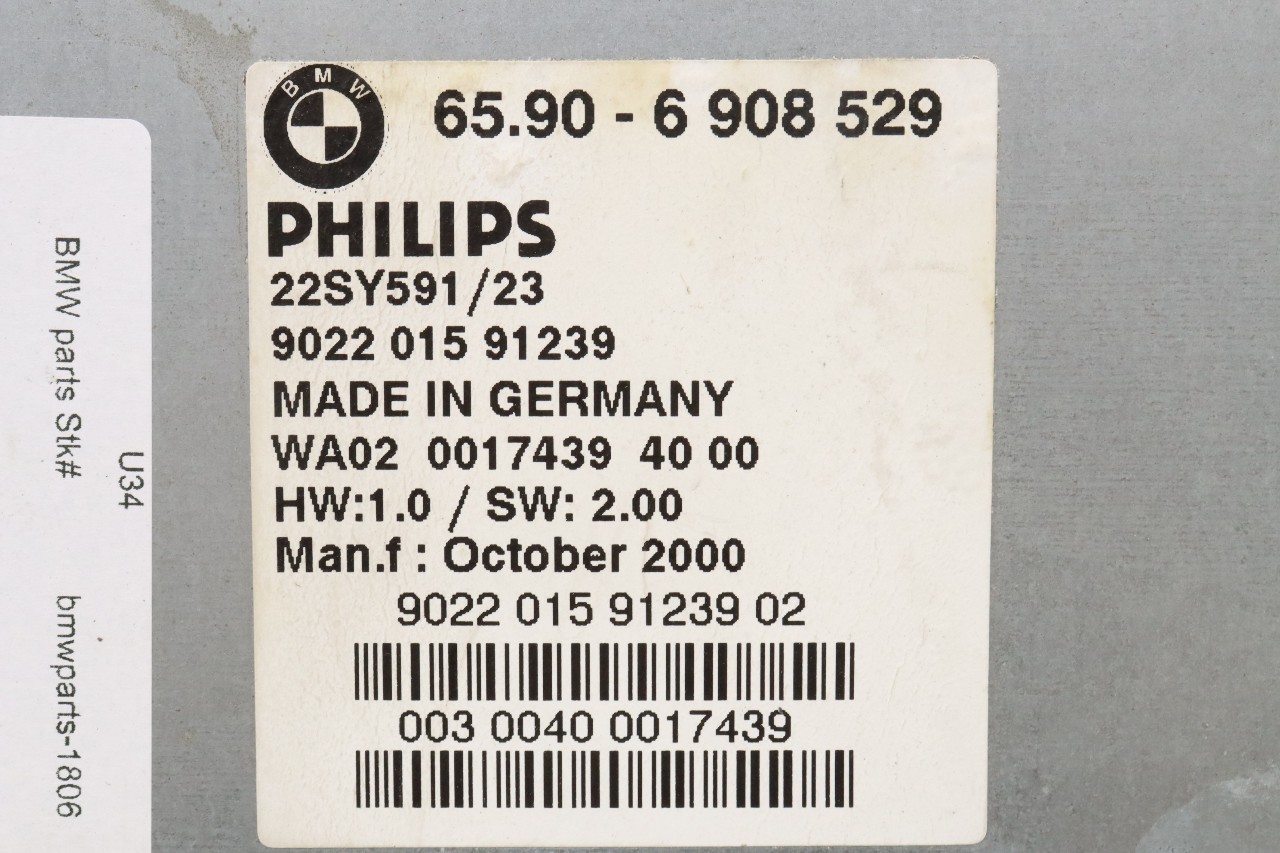 BMW
65.90 - 6 908 529
PHILIPS
22SY591/23
9022 015 91239
MADE IN GERMANY
WA02 0017439 40 00
HW:1.0 / SW: 2.00
Man.f : October 2000
9022 015 91239 02
003 0040 0017439
U34
BMW parts Stk# bmwparts-1806